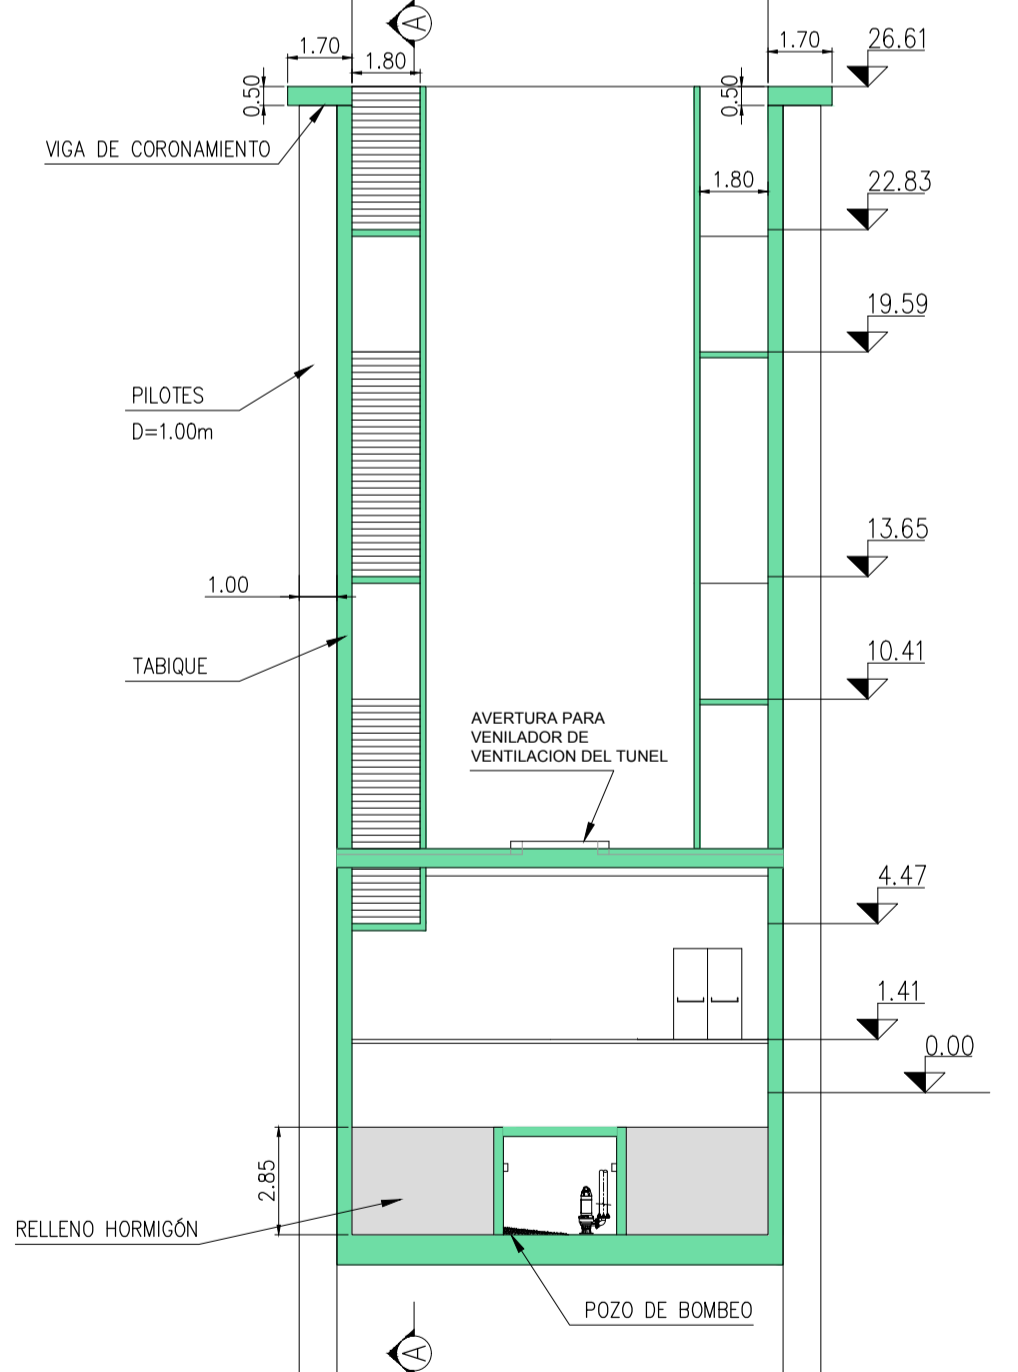 A
1.70
1.80
1.70
26.61
0.50
0.50
VIGA DE CORONAMIENTO
1.80
22.83
19.59
PILOTES
D=1.00m
13.65
1.00
TABIQUE
10.41
AVERTURA PARA
VENILADOR DE
VENTILACION DEL TUNEL
4.47
1.41
0.00
2.85
RELLENO HORMIGÓN
POZO DE BOMBEO
A